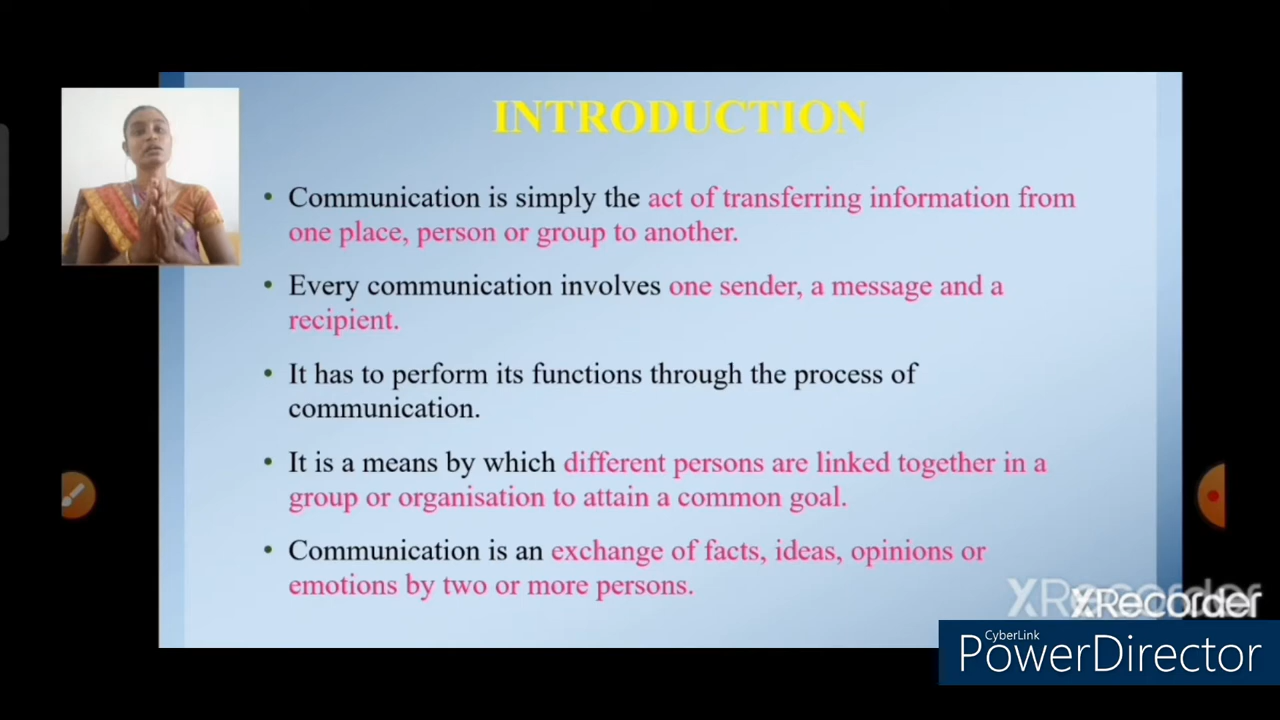 INTRODUCTION
• Communication is simply the act of transferring information from
one place, person or group to another.
• Every communication involves one sender, a message and a
recipient.
• It has to perform its functions through the process of
communication.
• It is a means by which different persons are linked together in a
group or organisation to attain a common goal.
• Communication is an exchange of facts, ideas, opinions or
emotions by two or more persons.
XRecorder
XRecorder
CyberLink
PowerDirector